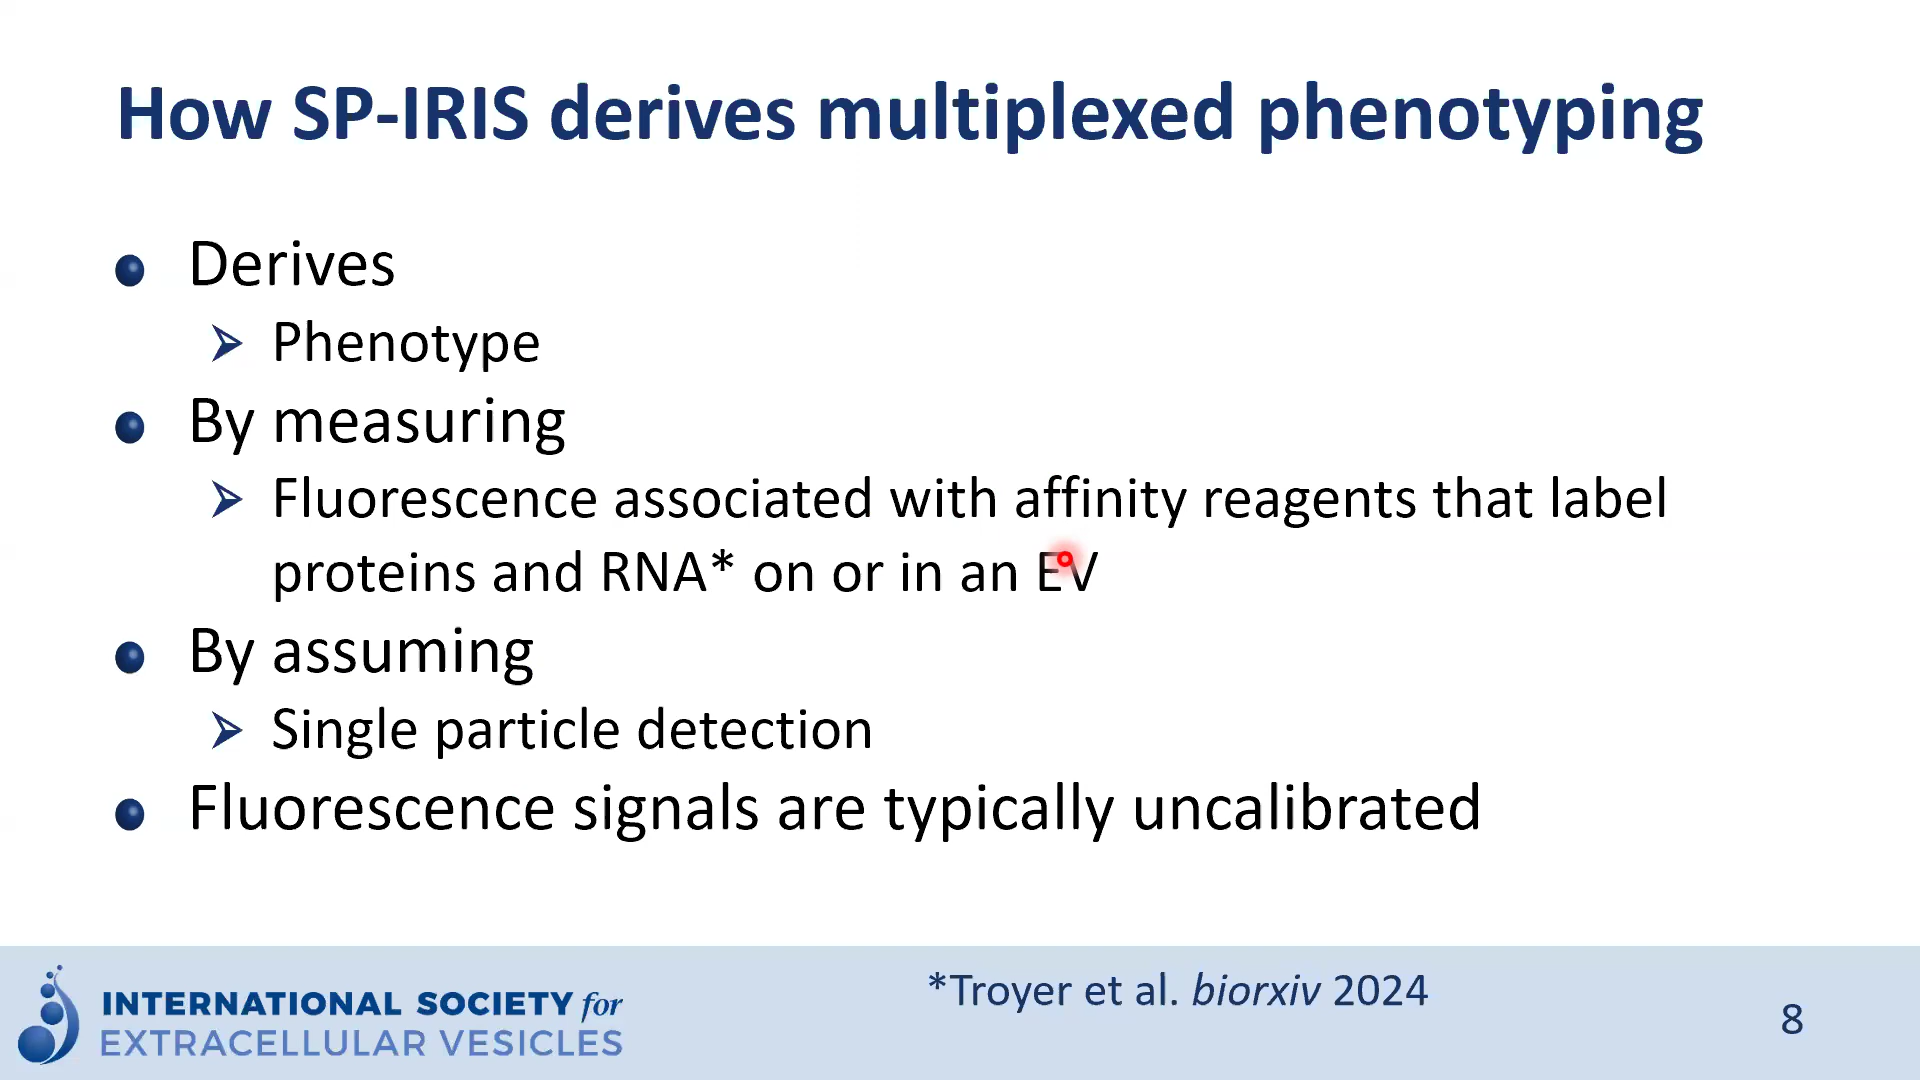 How SP-IRIS derives multiplexed phenotyping
Derives
Phenotype
By measuring
Fluorescence associated with affinity reagents that label
proteins and RNA* on or in an EV
By assuming
Single particle detection
Fluorescence signals are typically uncalibrated
*Troyer et al. biorxiv 2024
INTERNATIONAL SOCIETY for
EXTRACELLULAR VESICLES
8